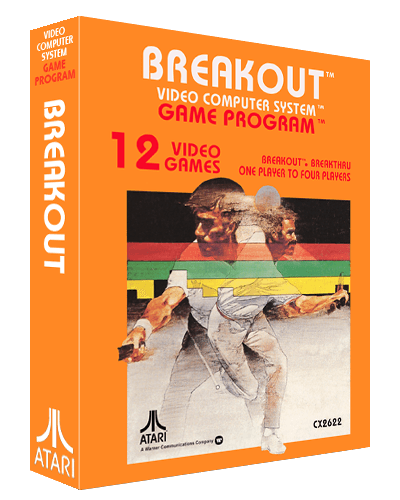 VIDEO
COMPUTER
SYSTEM
GAME
PROGRAM
BREAKOUT
ATARI
BREAKOUT™
VIDEO COMPUTER SYSTEM™
GAME PROGRAM™
12 VIDEO
GAMES
BREAKOUT™, BREAKTHRU
ONE PLAYER TO FOUR PLAYERS
CX2622
ATARI
A Warner Communications Company